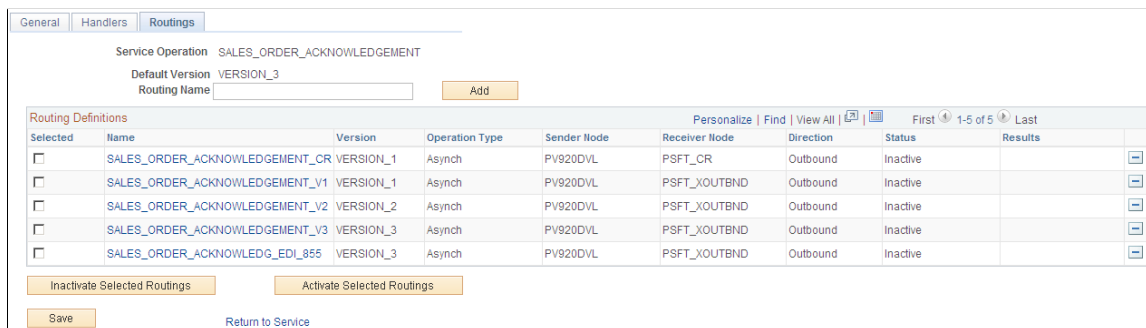 General Handlers Routings
Service Operation SALES_ORDER_ACKNOWLEDGEMENT
Default Version VERSION_3
Routing Name Add
Routing Definitions Personalize | Find | View All | | First 1-5 of 5 Last
Selected Name Version Operation Type Sender Node Receiver Node Direction Status Results
SALES_ORDER_ACKNOWLEDGEMENT_CR VERSION_1 Asynch PV920DVL PSFT_CR Outbound Inactive
SALES_ORDER_ACKNOWLEDGEMENT_V1 VERSION_1 Asynch PV920DVL PSFT_XOUTBND Outbound Inactive
SALES_ORDER_ACKNOWLEDGEMENT_V2 VERSION_2 Asynch PV920DVL PSFT_XOUTBND Outbound Inactive
SALES_ORDER_ACKNOWLEDGEMENT_V3 VERSION_3 Asynch PV920DVL PSFT_XOUTBND Outbound Inactive
SALES_ORDER_ACKNOWLEDG_EDI_855 VERSION_3 Asynch PV920DVL PSFT_XOUTBND Outbound Inactive
Inactivate Selected Routings Activate Selected Routings
Save Return to Service